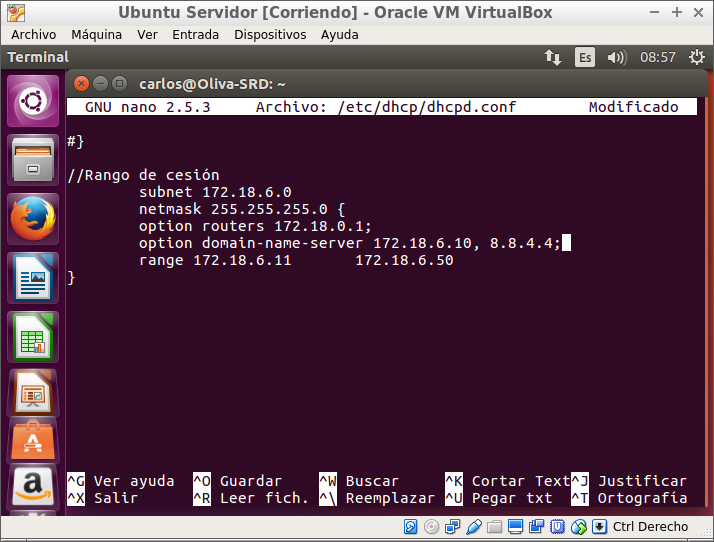 Ubuntu Servidor [Corriendo] - Oracle VM VirtualBox
Archivo Máquina Ver Entrada Dispositivos Ayuda
Terminal Es 08:57
carlos@Oliva-SRD: ~
GNU nano 2.5.3 Archivo: /etc/dhcp/dhcpd.conf Modificado
#}
//Rango de cesión
subnet 172.18.6.0
netmask 255.255.255.0 {
option routers 172.18.0.1;
option domain-name-server 172.18.6.10, 8.8.4.4;
range 172.18.6.11 172.18.6.50
}
^G Ver ayuda ^O Guardar ^W Buscar ^K Cortar Text ^J Justificar
^X Salir ^R Leer fich. ^\ Reemplazar ^U Pegar txt ^T Ortografía
Ctrl Derecho